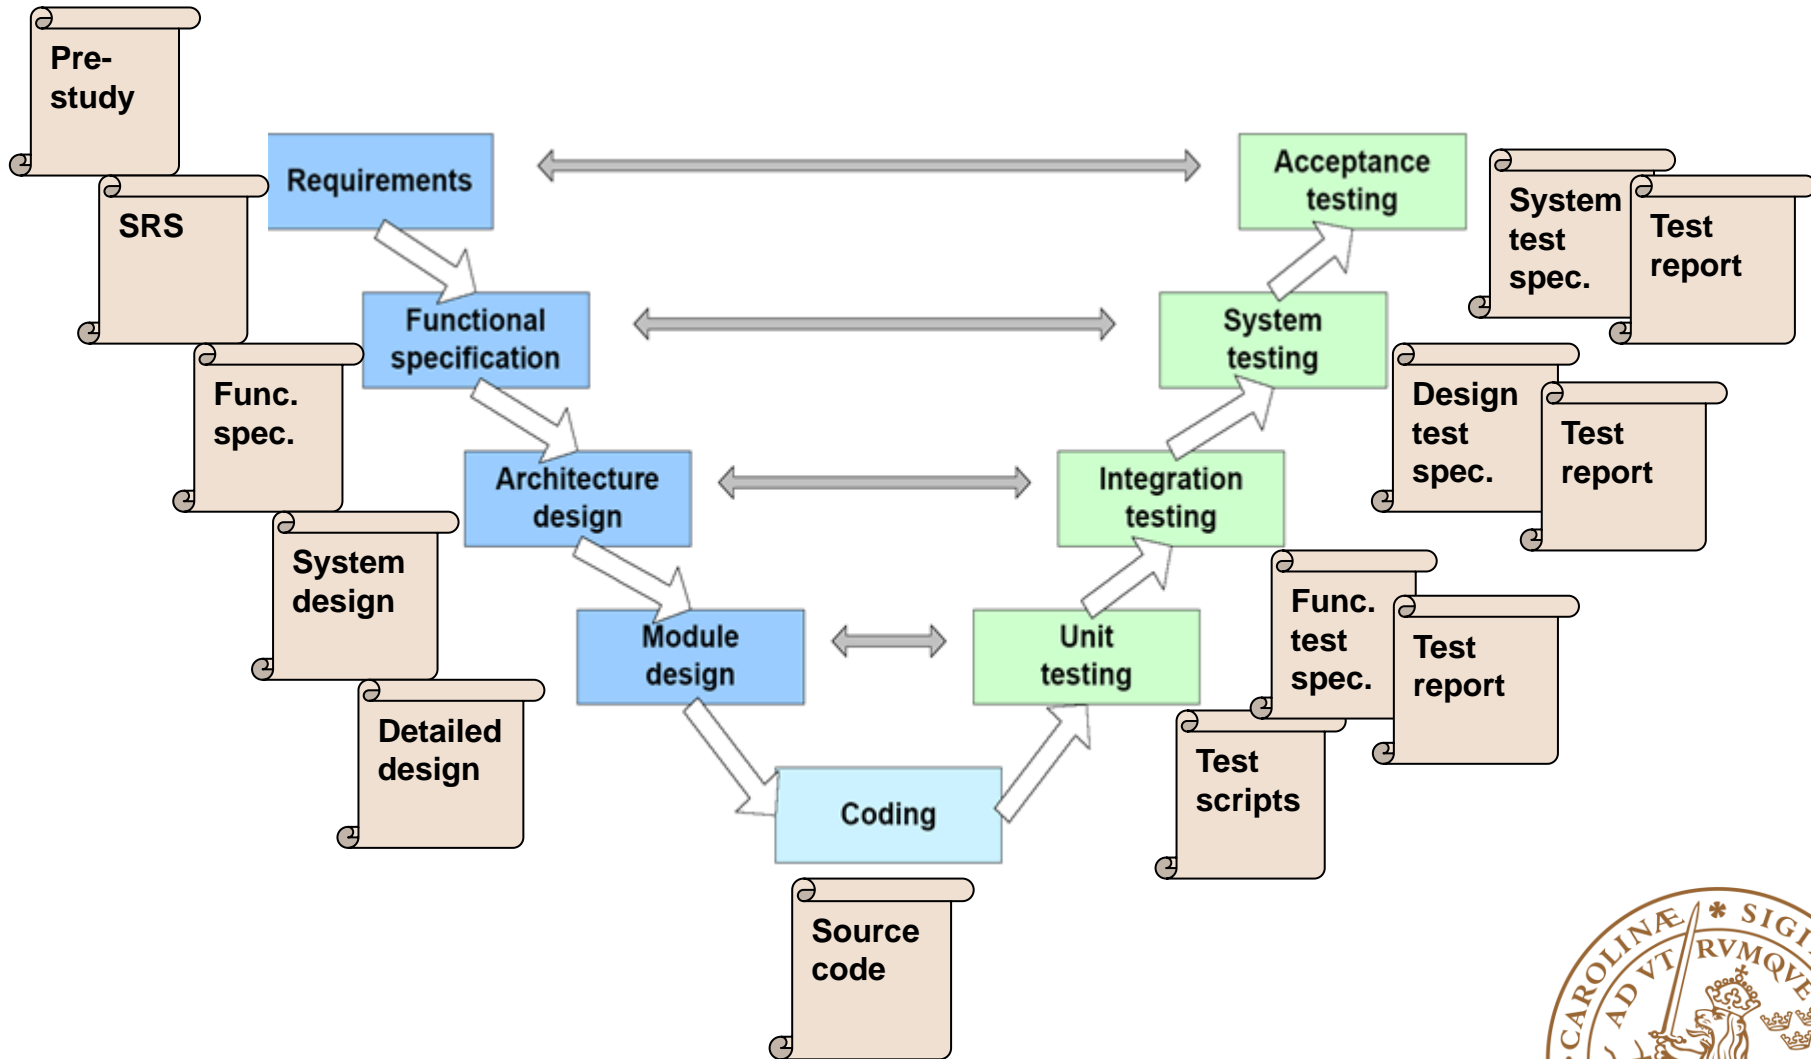 Pre-
study
SRS
Func.
spec.
System
design
Detailed
design
Requirements
Functional
specification
Architecture
design
Module
design
Coding
Source
code
Acceptance
testing
System
testing
Integration
testing
Unit
testing
System
test
spec.
Test
report
Design
test
spec.
Test
report
Func.
test
spec.
Test
report
Test
scripts
CAROLINÆ * SIGI
AD VT RVMQVE